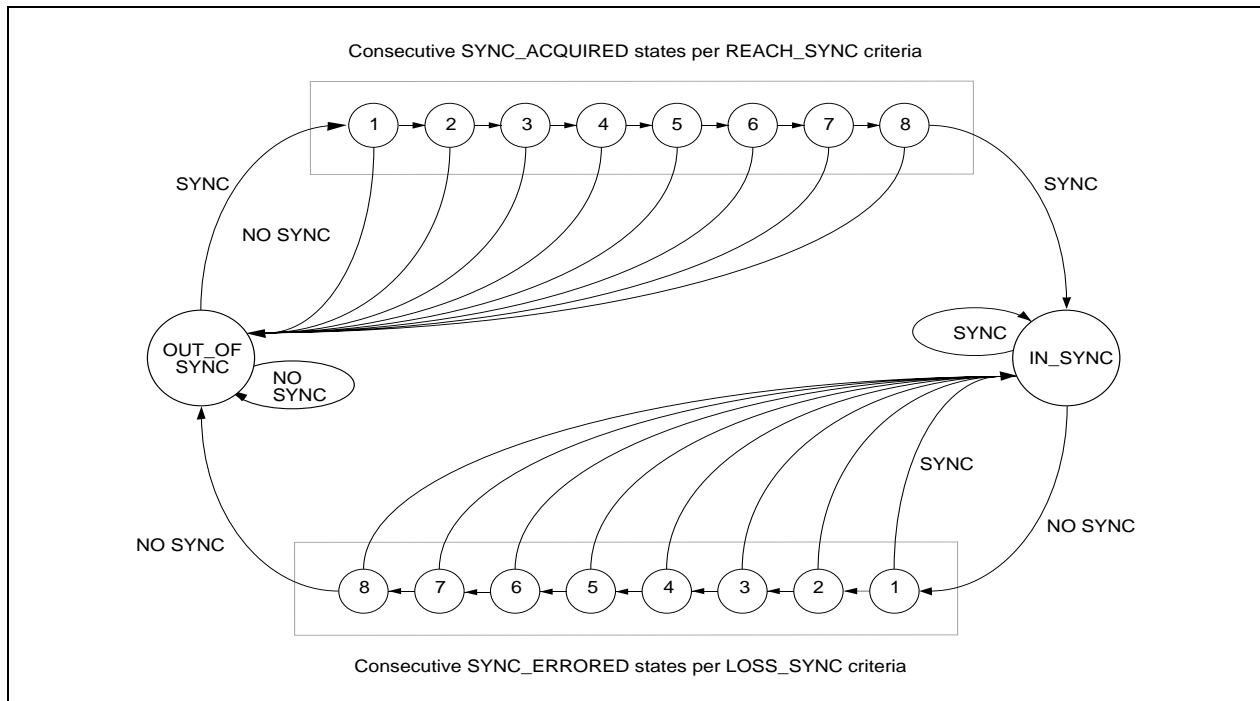 Consecutive SYNC_ACQUIRED states per REACH_SYNC criteria
1 2 3 4 5 6 7 8
SYNC
SYNC
NO SYNC
OUT_OF
SYNC
NO
SYNC
SYNC
IN_SYNC
SYNC
NO SYNC
NO SYNC
8 7 6 5 4 3 2 1
Consecutive SYNC_ERRORED states per LOSS_SYNC criteria